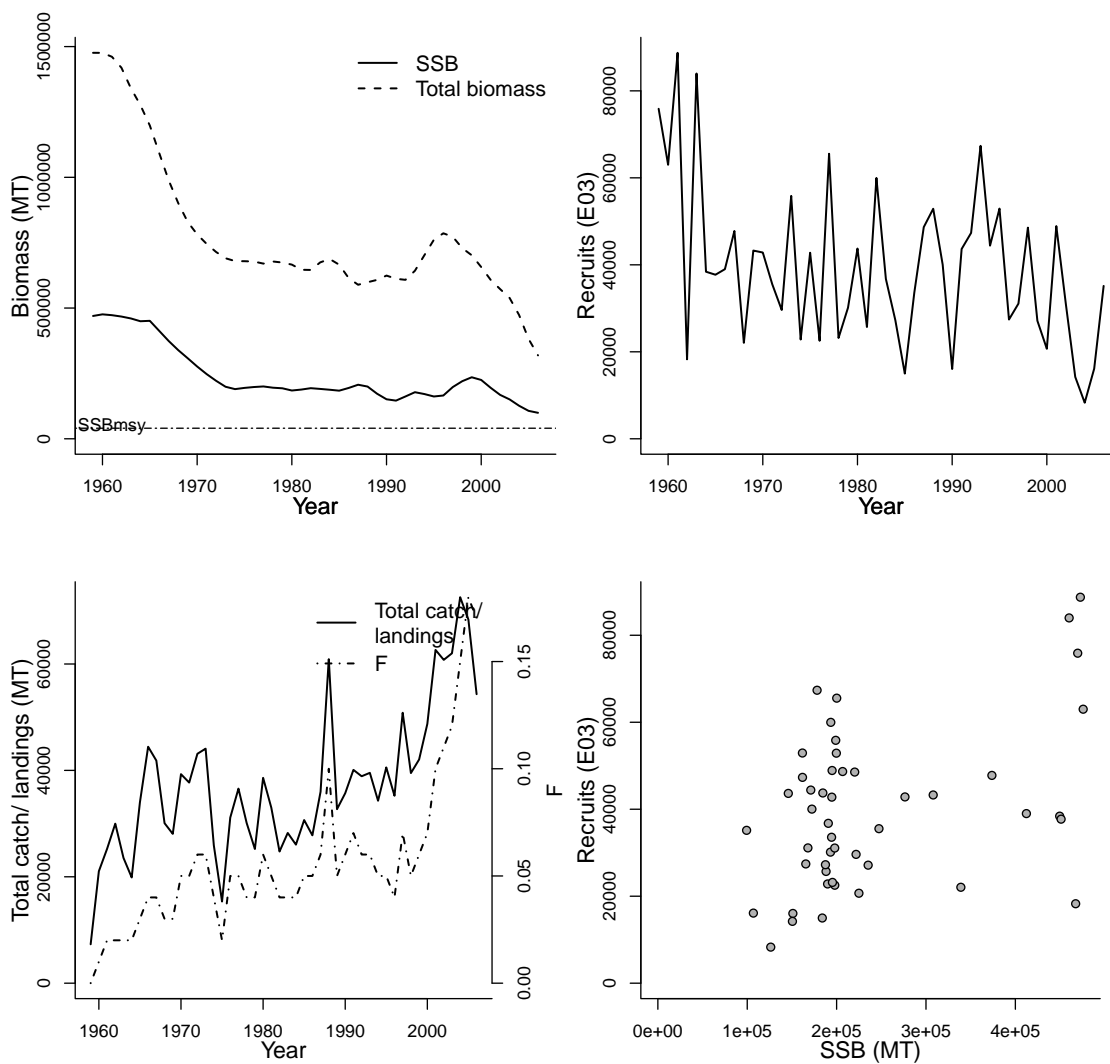 Biomass (MT)
0
500000
1000000
1500000
SSB
Total biomass
SSBmsy
1960
1970
1980
1990
2000
Year
Recruits (E03)
0
20000
40000
60000
80000
1960
1970
1980
1990
2000
Year
Total catch/ landings (MT)
0
20000
40000
60000
Total catch/
landings
F
0.00
0.05
0.10
0.15
F
1960
1970
1980
1990
2000
Year
Recruits (E03)
0
20000
40000
60000
80000
0e+00
1e+05
2e+05
3e+05
4e+05
SSB (MT)